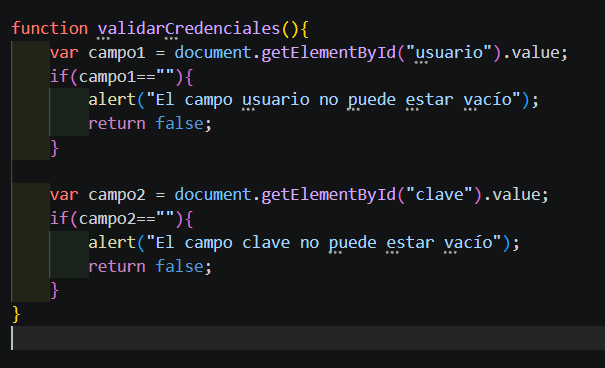 function validarCredenciales(){
    var campo1 = document.getElementById("usuario").value;
    if(campo1==""){
        alert("El campo usuario no puede estar vacío");
        return false;
    }

    var campo2 = document.getElementById("clave").value;
    if(campo2==""){
        alert("El campo clave no puede estar vacío");
        return false;
    }
}